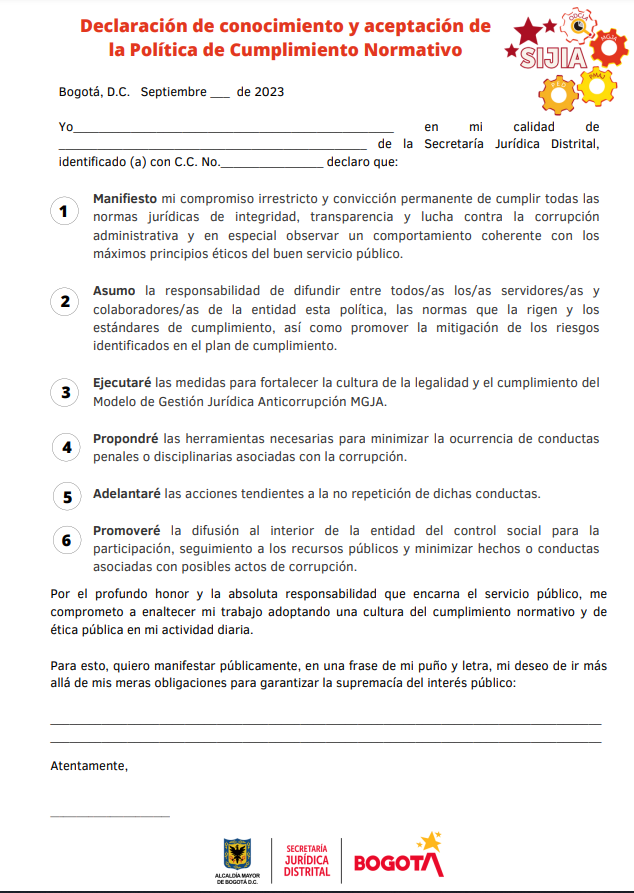 Declaración de conocimiento y aceptación de
la Política de Cumplimiento Normativo
ODCLA
MGJA
SIJIA
PMAJ
Bogotá, D.C. Septiembre ___ de 2023
Yo_______________________________________________ en mi calidad de
_____________________________________________ de la Secretaría Jurídica Distrital,
identificado (a) con C.C. No._______________ declaro que:
1
Manifiesto mi compromiso irrestricto y convicción permanente de cumplir todas las
normas jurídicas de integridad, transparencia y lucha contra la corrupción
administrativa y en especial observar un comportamiento coherente con los
máximos principios éticos del buen servicio público.
2
Asumo la responsabilidad de difundir entre todos/as los/as servidores/as y
colaboradores/as de la entidad esta política, las normas que la rigen y los
estándares de cumplimiento, así como promover la mitigación de los riesgos
identificados en el plan de cumplimiento.
3
Ejecutaré las medidas para fortalecer la cultura de la legalidad y el cumplimiento del
Modelo de Gestión Jurídica Anticorrupción MGJA.
4
Propondré las herramientas necesarias para minimizar la ocurrencia de conductas
penales o disciplinarias asociadas con la corrupción.
5
Adelantaré las acciones tendientes a la no repetición de dichas conductas.
6
Promoveré la difusión al interior de la entidad del control social para la
participación, seguimiento a los recursos públicos y minimizar hechos o conductas
asociadas con posibles actos de corrupción.
Por el profundo honor y la absoluta responsabilidad que encarna el servicio público, me
comprometo a enaltecer mi trabajo adoptando una cultura del cumplimiento normativo y de
ética pública en mi actividad diaria.
Para esto, quiero manifestar públicamente, en una frase de mi puño y letra, mi deseo de ir más
allá de mis meras obligaciones para garantizar la supremacía del interés público:
Atentamente,
ALCALDÍA MAYOR
DE BOGOTÁ D.C.
SECRETARÍA
JURÍDICA
DISTRITAL
BOGOTÁ